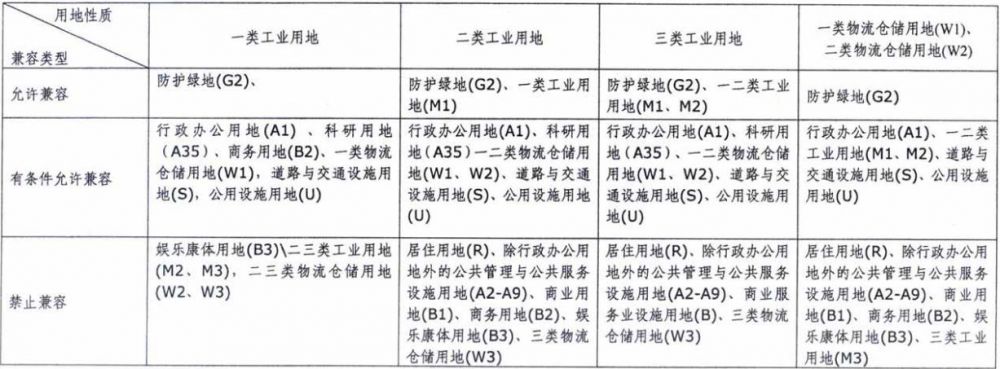 用地性质
兼容类型
一类工业用地
二类工业用地
三类工业用地
一类物流仓储用地(W1)、
二类物流仓储用地(W2)
允许兼容
防护绿地(G2)、
防护绿地(G2)、一类工业用
地(M1)
防护绿地(G2)、一二类工业
用地(M1、M2)
防护绿地(G2)
有条件允许兼容
行政办公用地(A1) 、科研用地
（A35）、商务用地(B2)、一类物流
仓储用地(W1)，道路与交通设施用
地(S)，公用设施用地(U)
行政办公用地(A1)、科研用
地（A35）一二类物流仓储用
地(W1、W2)、道路与交通
设施用地(S)、公用设施用地
(U)
行政办公用地(A1)、科研用
地(A35)、一二类物流仓储
用地(W1、W2)、道路与交
通设施用地(S)、公用设施用
地(U)
行政办公用地(A1)、一二类
工业用地(M1、M2)、道路与
交通设施用地(S)、公用设施
用地(U)
禁止兼容
娱乐康体用地(B3)\二三类工业用地
(M2、M3)，二三类物流仓储用地
(W2、W3)
居住用地(R)、除行政办公用
地外的公共管理与公共服务
设施用地(A2-A9)、商业用
地(B1)、商务用地(B2)、娱
乐康体用地(B3)、三类物流
仓储用地(W3)
居住用地(R)、除行政办公用
地外的公共管理与公共服务
设施用地(A2-A9)、商业服
务业设施用地(B)、三类物流
仓储用地(W3)
居住用地(R)、除行政办公用
地外的公共管理与公共服务
设施用地(A2-A9)、商业用
地(B1)、商务用地(B2)、娱
乐康体用地(B3)、三类工业
用地(M3)